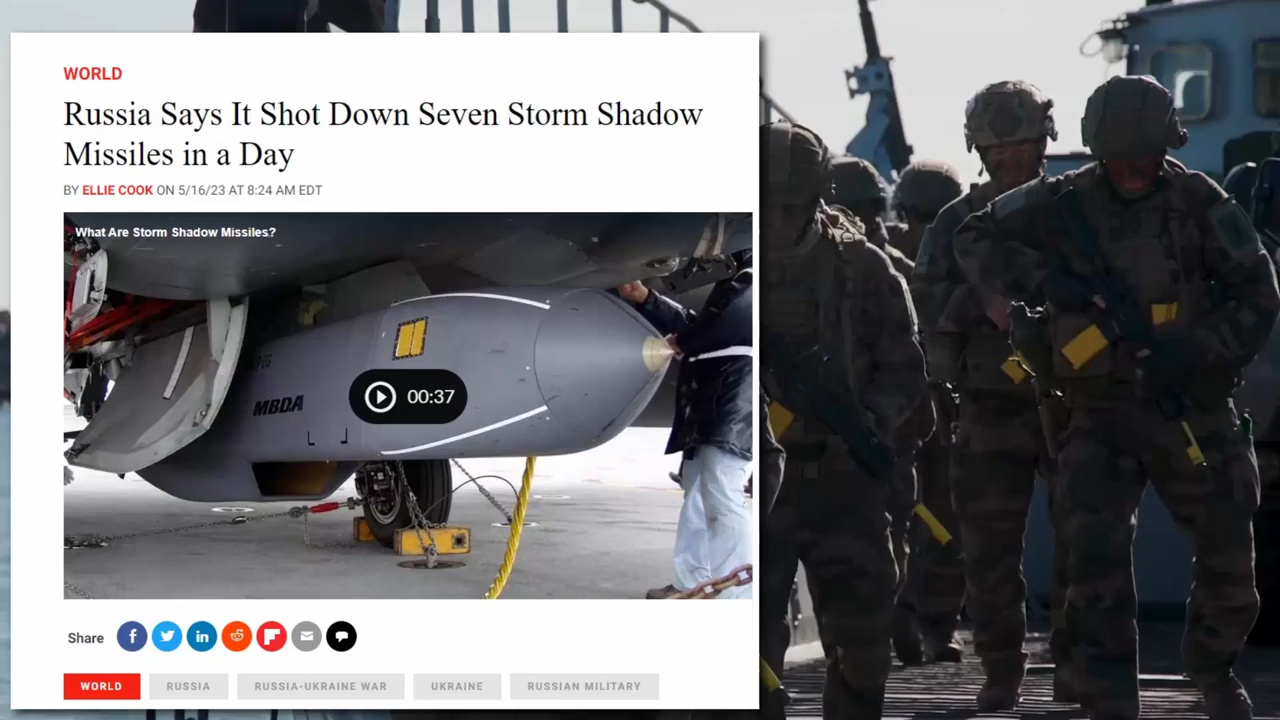 WORLD
Russia Says It Shot Down Seven Storm Shadow
Missiles in a Day
BY ELLIE COOK ON 5/16/23 AT 8:24 AM EDT
What Are Storm Shadow Missiles?
MBDA
00:37
Share
WORLD
RUSSIA
RUSSIA-UKRAINE WAR
UKRAINE
RUSSIAN MILITARY